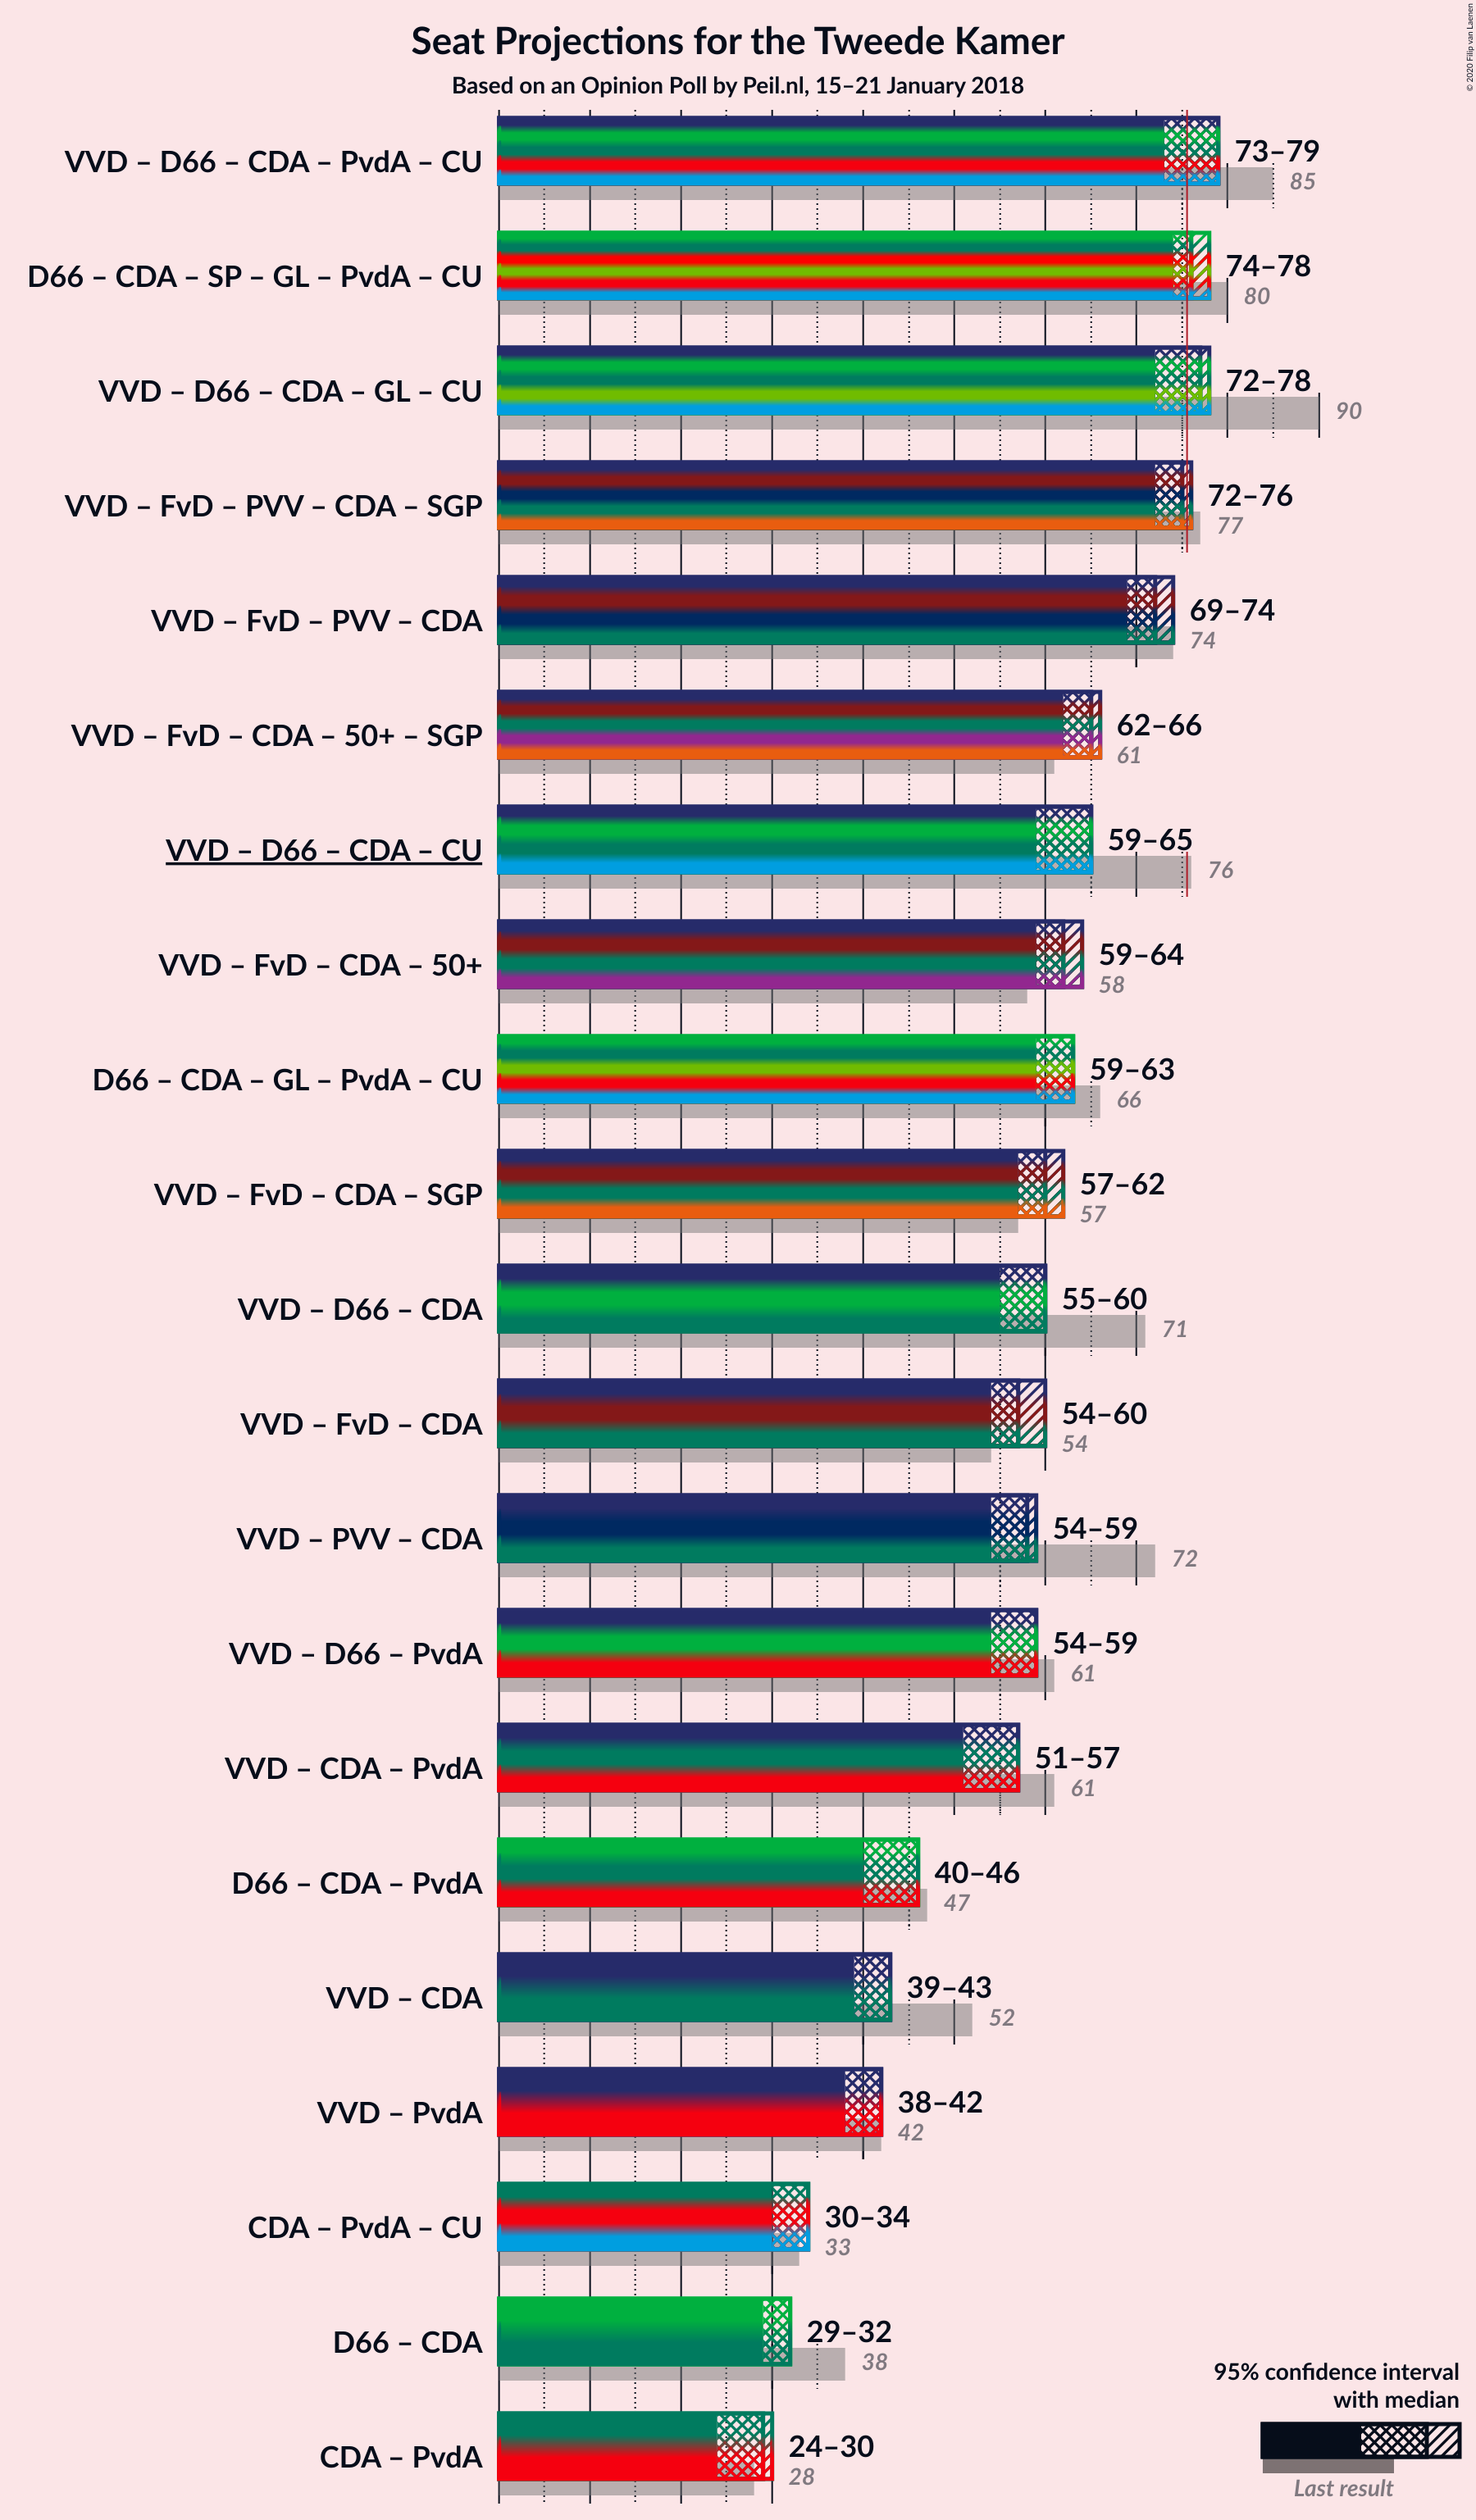 Seat Projections for the Tweede Kamer
Based on an Opinion Poll by Peil.nl, 15–21 January 2018
© 2020 Filip van Laenen
VVD – D66 – CDA – PvdA – CU
73–79
85
D66 – CDA – SP – GL – PvdA – CU
74–78
80
VVD – D66 – CDA – GL – CU
72–78
90
VVD – FvD – PVV – CDA – SGP
72–76
77
VVD – FvD – PVV – CDA
69–74
74
VVD – FvD – CDA – 50+ – SGP
62–66
61
VVD – D66 – CDA – CU
59–65
76
VVD – FvD – CDA – 50+
59–64
58
D66 – CDA – GL – PvdA – CU
59–63
66
VVD – FvD – CDA – SGP
57–62
57
VVD – D66 – CDA
55–60
71
VVD – FvD – CDA
54–60
54
VVD – PVV – CDA
54–59
72
VVD – D66 – PvdA
54–59
61
VVD – CDA – PvdA
51–57
61
D66 – CDA – PvdA
40–46
47
VVD – CDA
39–43
52
VVD – PvdA
38–42
42
CDA – PvdA – CU
30–34
33
D66 – CDA
29–32
38
CDA – PvdA
24–30
28
95% confidence interval
with median
Last result